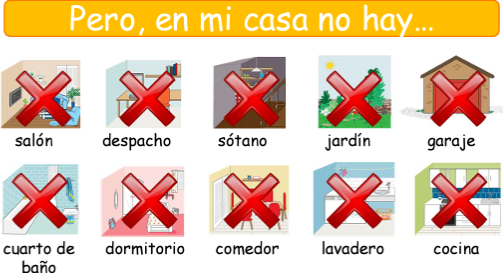 Pero, en mi casa no hay...
salón despacho sótano jardín garaje
cuarto de baño dormitorio comedor lavadero cocina